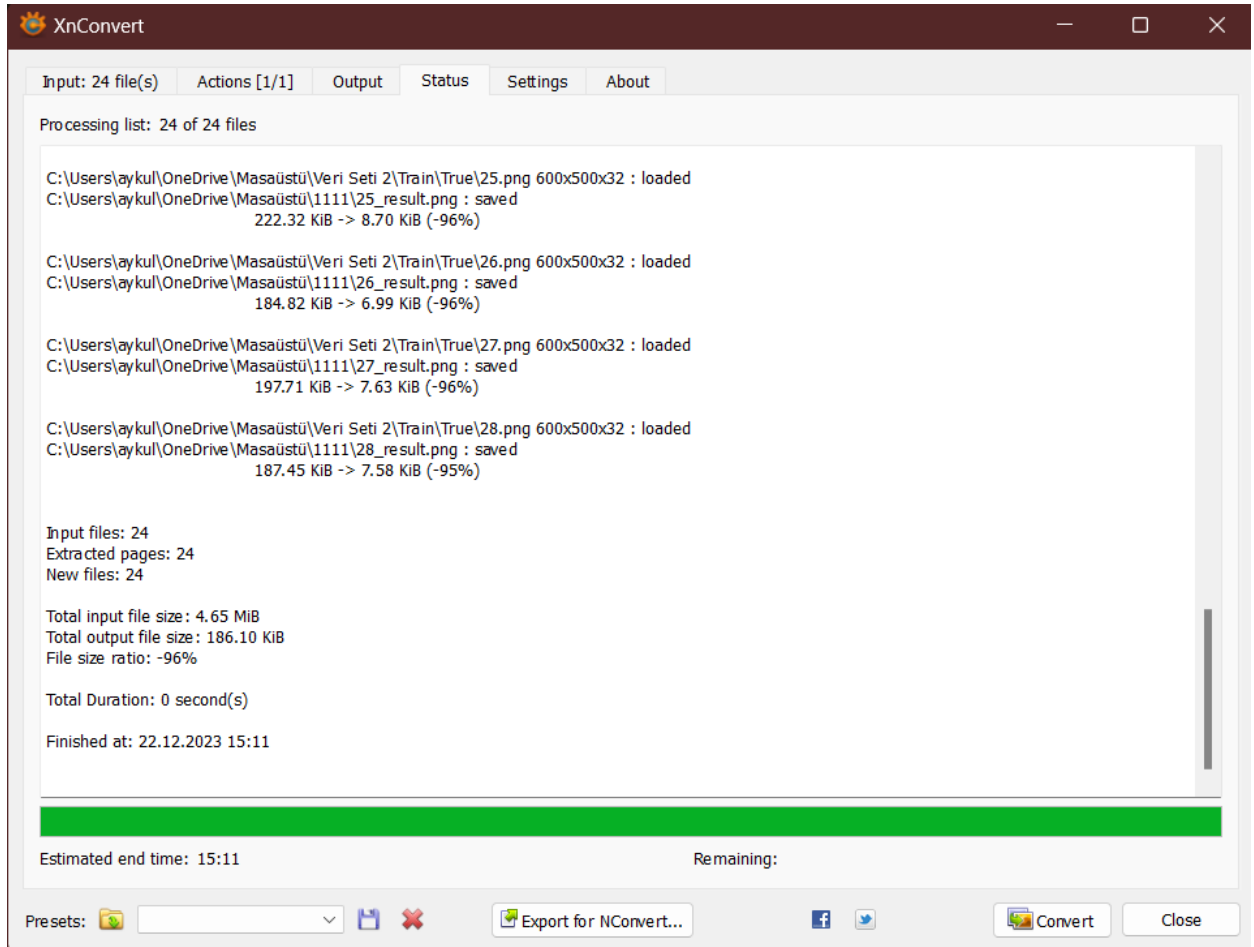 XnConvert
Input: 24 file(s) Actions [1/1] Output Status Settings About
Processing list: 24 of 24 files
C:\Users\aykul\OneDrive\Masaüstü\Veri Seti 2\Train\True\25.png 600x500x32 : loaded
C:\Users\aykul\OneDrive\Masaüstü\1111\25_result.png : saved
222.32 KiB -> 8.70 KiB (-96%)
C:\Users\aykul\OneDrive\Masaüstü\Veri Seti 2\Train\True\26.png 600x500x32 : loaded
C:\Users\aykul\OneDrive\Masaüstü\1111\26_result.png : saved
184.82 KiB -> 6.99 KiB (-96%)
C:\Users\aykul\OneDrive\Masaüstü\Veri Seti 2\Train\True\27.png 600x500x32 : loaded
C:\Users\aykul\OneDrive\Masaüstü\1111\27_result.png : saved
197.71 KiB -> 7.63 KiB (-96%)
C:\Users\aykul\OneDrive\Masaüstü\Veri Seti 2\Train\True\28.png 600x500x32 : loaded
C:\Users\aykul\OneDrive\Masaüstü\1111\28_result.png : saved
187.45 KiB -> 7.58 KiB (-95%)
Input files: 24
Extracted pages: 24
New files: 24
Total input file size: 4.65 MiB
Total output file size: 186.10 KiB
File size ratio: -96%
Total Duration: 0 second(s)
Finished at: 22.12.2023 15:11
Estimated end time: 15:11 Remaining:
Presets: Export for NConvert... Convert Close